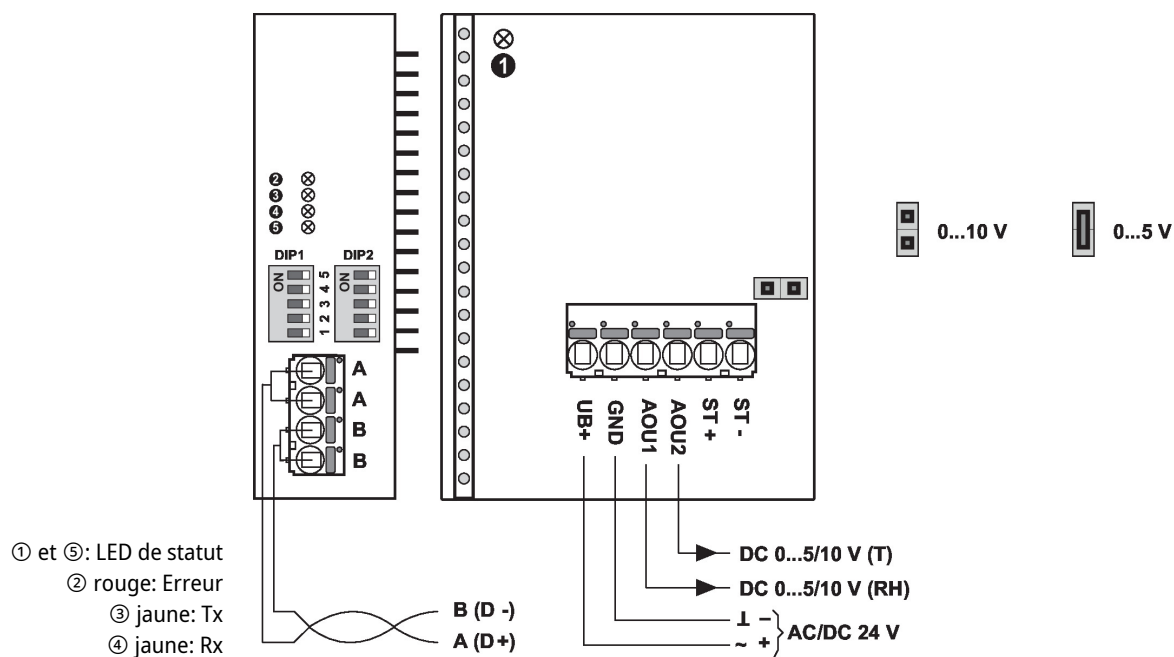 ❶
❷
❸
❹
❺
DIP1 DIP2
ON ON
1 2 3 4 5
A
A
B
B
0...10 V
0...5 V
UB+
GND
AOU1
AOU2
ST +
ST -
① et ⑤: LED de statut
② rouge: Erreur
③ jaune: Tx
④ jaune: Rx
B (D -)
A (D+)
DC 0...5/10 V (T)
DC 0...5/10 V (RH)
⊥ −
~ +
AC/DC 24 V